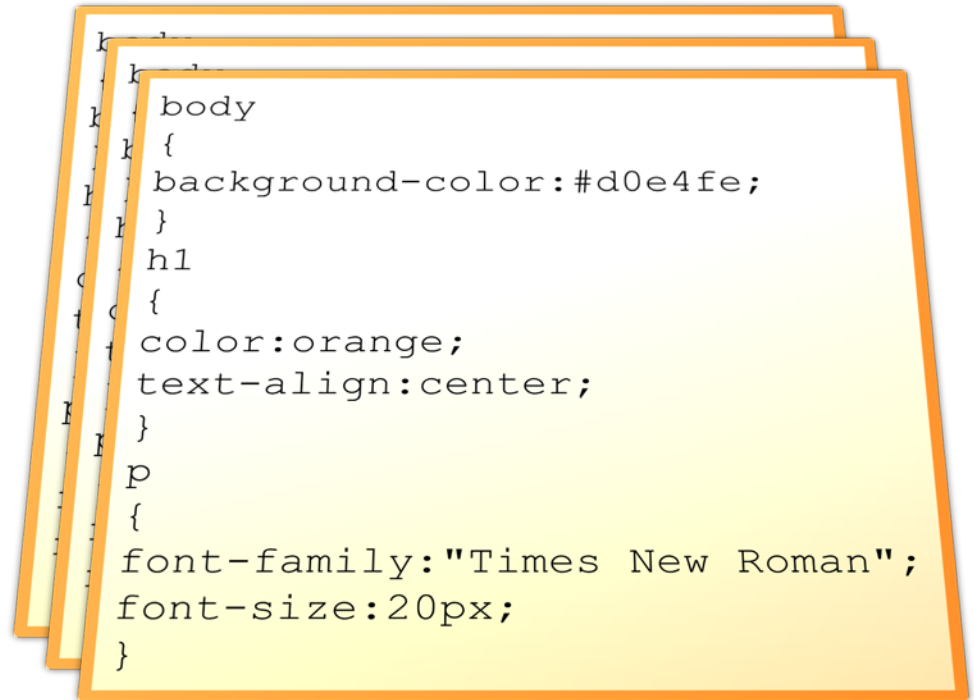 body
{
background-color:#d0e4fe;
}
h1
{
color:orange;
text-align:center;
}
p
{
font-family:"Times New Roman";
font-size:20px;
}